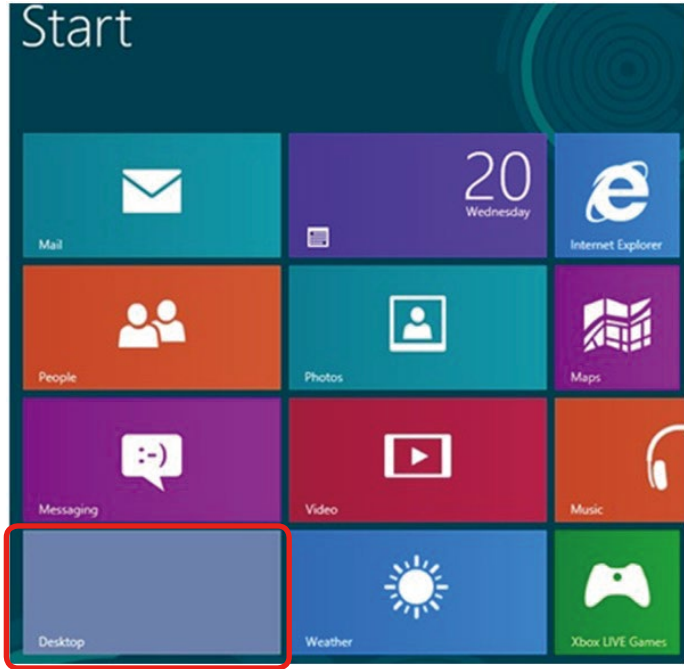 Start
Mail
20
Wednesday
Internet Explorer
People
Photos
Maps
:-)
Messaging
Video
Music
Desktop
Weather
Xbox LIVE Games